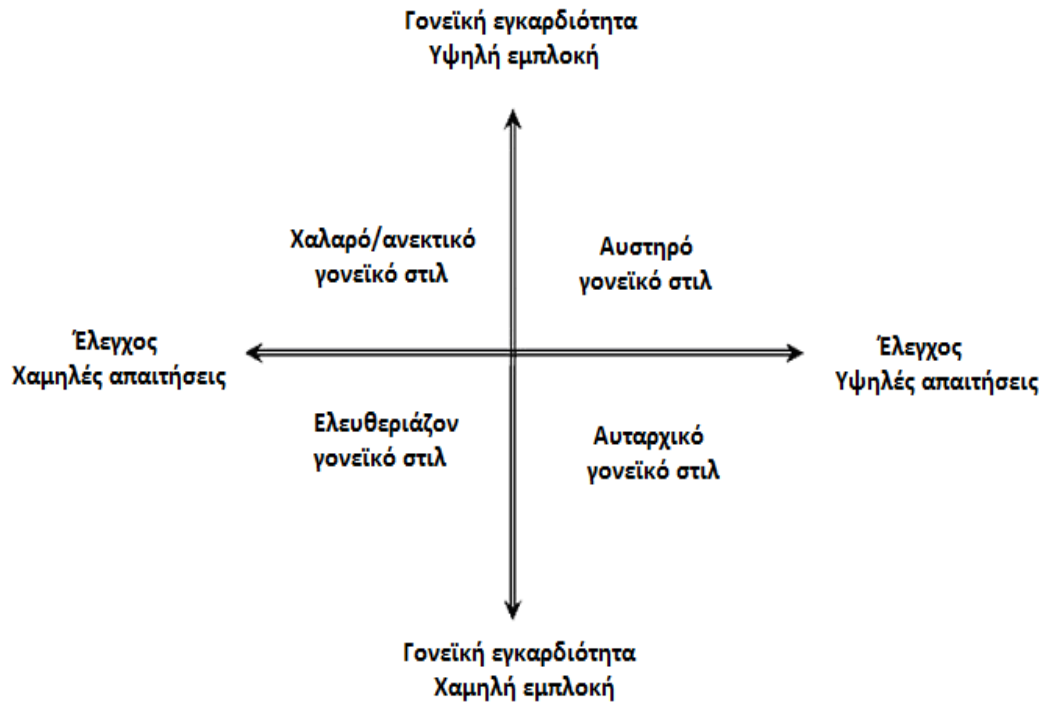 Γονεϊκή εγκαρδιότητα
Υψηλή εμπλοκή
Χαλαρό/ανεκτικό
γονεϊκό στιλ
Αυστηρό
γονεϊκό στιλ
Έλεγχος
Χαμηλές απαιτήσεις
Έλεγχος
Υψηλές απαιτήσεις
Ελευθεριάζον
γονεϊκό στιλ
Αυταρχικό
γονεϊκό στιλ
Γονεϊκή εγκαρδιότητα
Χαμηλή εμπλοκή